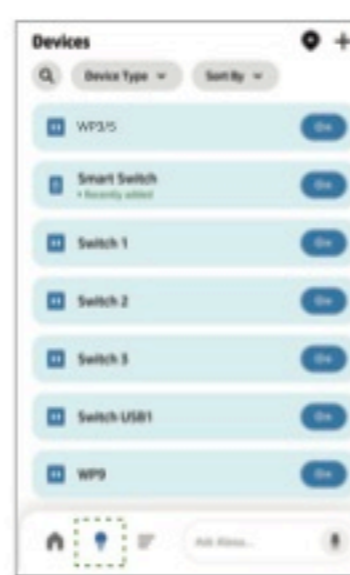 Devices
Device Type
Sort By
WP3/5
On
Smart Switch
• Recently added
On
Switch 1
On
Switch 2
On
Switch 3
On
Switch USB1
On
WP9
On
Ask Alexa...